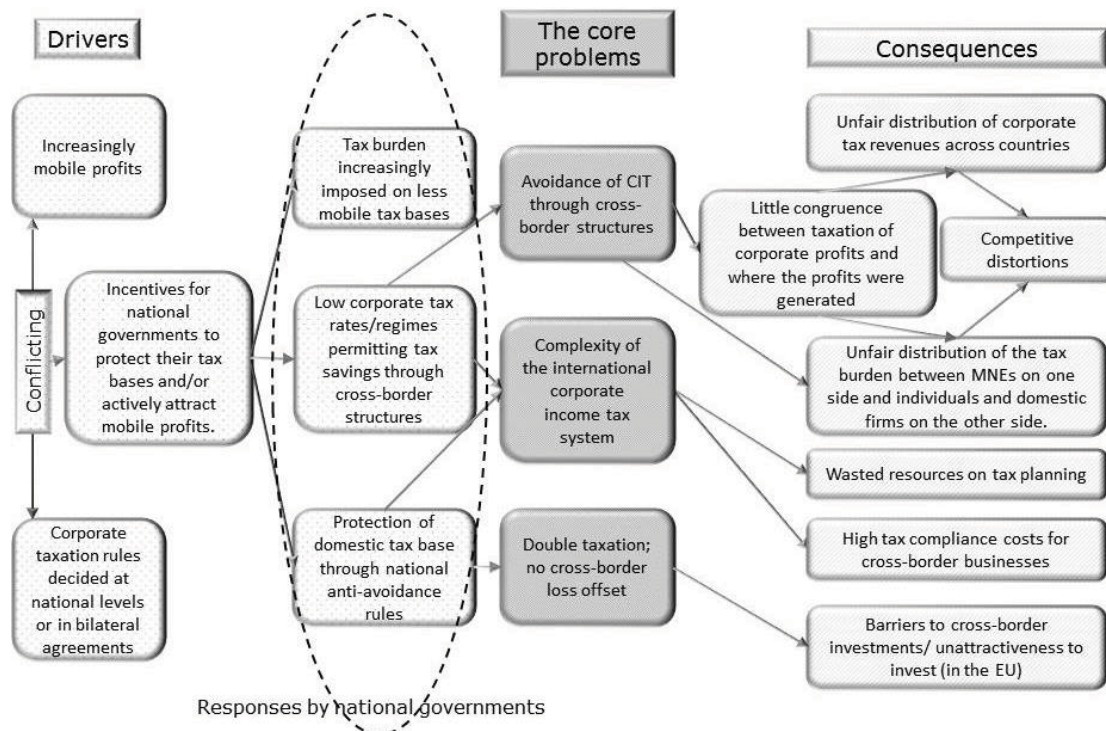 Drivers
The core
problems
Consequences
Increasingly
mobile profits
Conflicting
Incentives for
national
governments to
protect their tax
bases and/or
actively attract
mobile profits.
Corporate
taxation rules
decided at
national levels
or in bilateral
agreements
Tax burden
increasingly
imposed on less
mobile tax bases
Low corporate tax
rates/regimes
permitting tax
savings through
cross-border
structures
Protection of
domestic tax base
through national
anti-avoidance
rules
Responses by national governments
Avoidance of CIT
through cross-
border structures
Complexity of
the international
corporate
income tax
system
Double taxation;
no cross-border
loss offset
Unfair distribution of corporate
tax revenues across countries
Little congruence
between taxation of
corporate profits and
where the profits were
generated
Competitive
distortions
Unfair distribution of the tax
burden between MNEs on one
side and individuals and domestic
firms on the other side.
Wasted resources on tax planning
High tax compliance costs for
cross-border businesses
Barriers to cross-border
investments/ unattractiveness to
invest (in the EU)